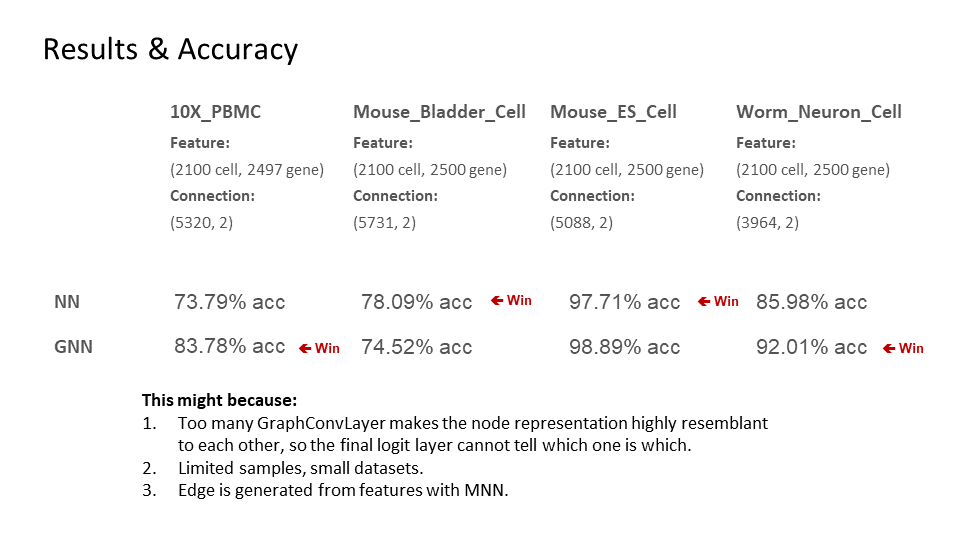 Results & Accuracy
10X_PBMC Mouse_Bladder_Cell Mouse_ES_Cell Worm_Neuron_Cell
Feature: Feature: Feature: Feature:
(2100 cell, 2497 gene) (2100 cell, 2500 gene) (2100 cell, 2500 gene) (2100 cell, 2500 gene)
Connection: Connection: Connection: Connection:
(5320, 2) (5731, 2) (5088, 2) (3964, 2)
NN 73.79% acc 78.09% acc 🡰 Win 97.71% acc 🡰 Win 85.98% acc
GNN 83.78% acc 🡰 Win 74.52% acc 98.89% acc 92.01% acc 🡰 Win
This might because:
1. Too many GraphConvLayer makes the node representation highly resemblant
to each other, so the final logit layer cannot tell which one is which.
2. Limited samples, small datasets.
3. Edge is generated from features with MNN.